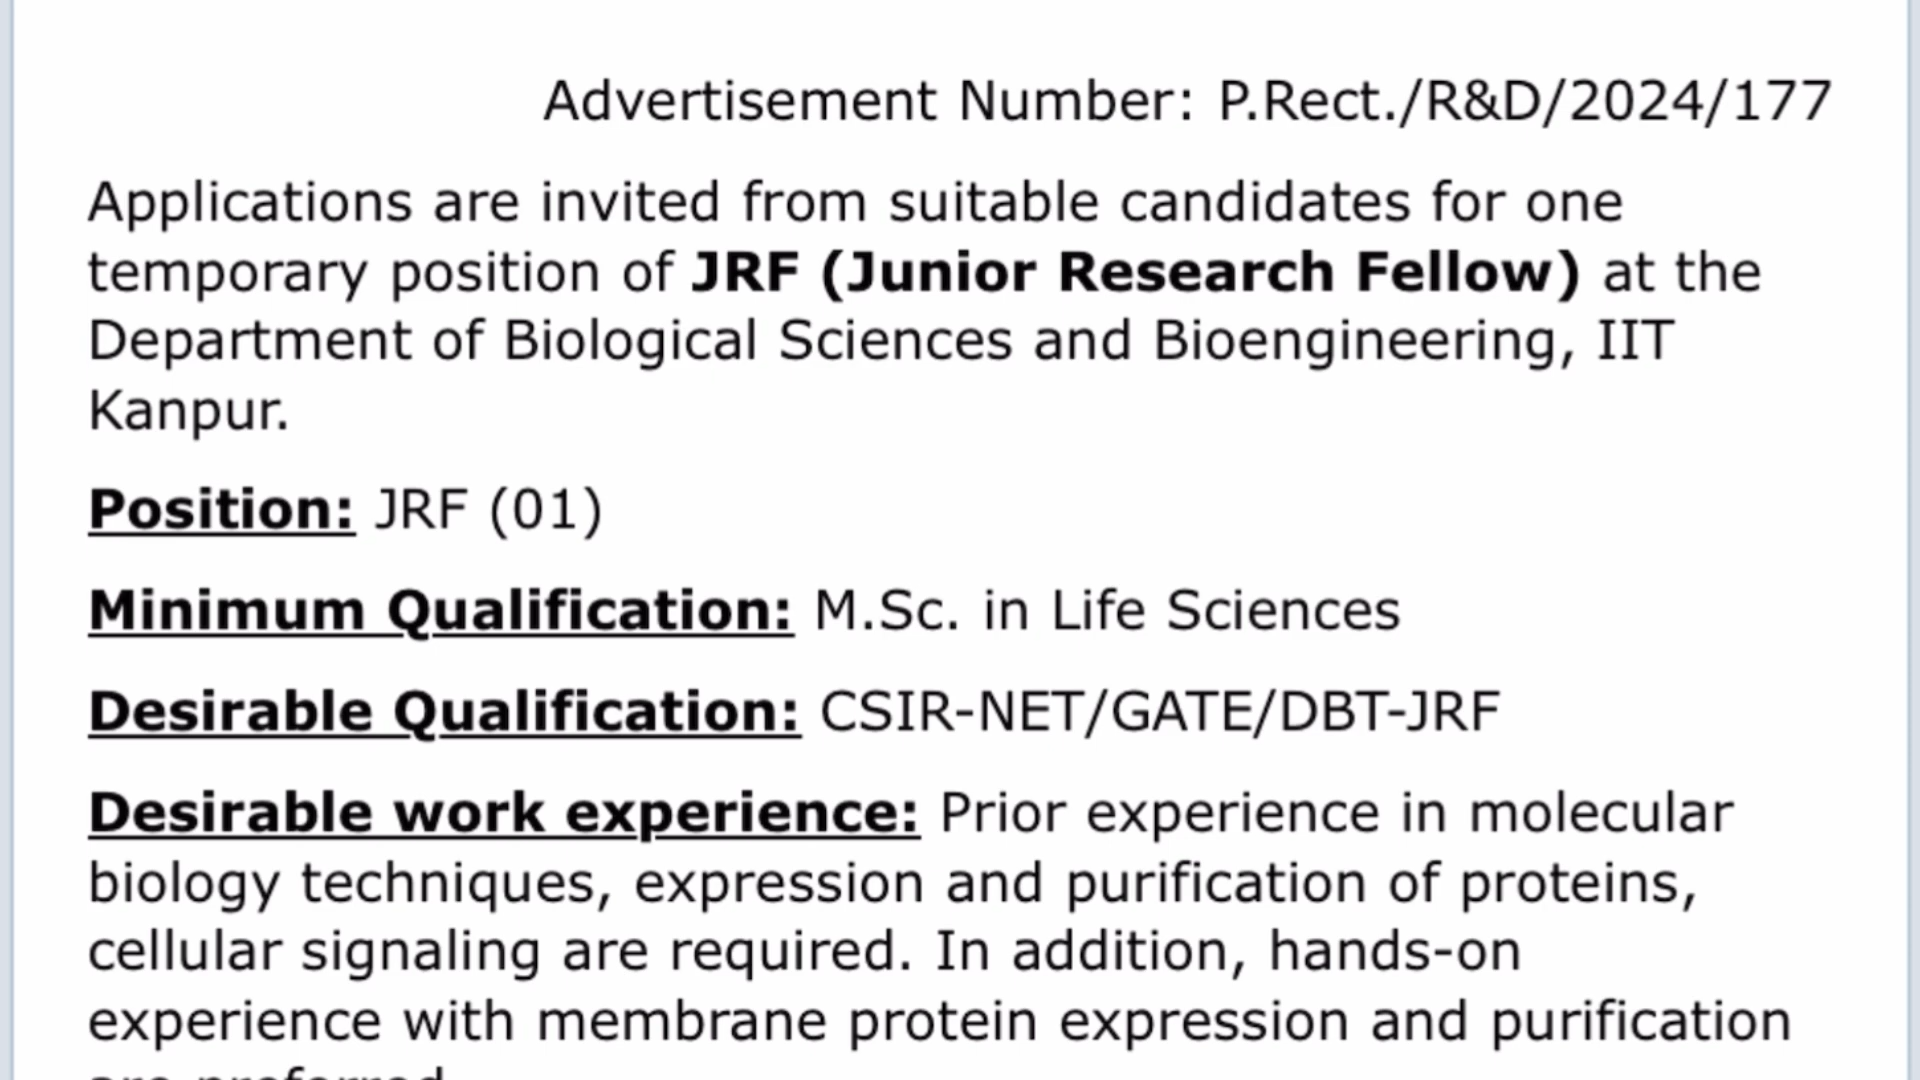 Advertisement Number: P.Rect./R&D/2024/177
Applications are invited from suitable candidates for one
temporary position of JRF (Junior Research Fellow) at the
Department of Biological Sciences and Bioengineering, IIT
Kanpur.
Position: JRF (01)
Minimum Qualification: M.Sc. in Life Sciences
Desirable Qualification: CSIR-NET/GATE/DBT-JRF
Desirable work experience: Prior experience in molecular
biology techniques, expression and purification of proteins,
cellular signaling are required. In addition, hands-on
experience with membrane protein expression and purification
are preferred